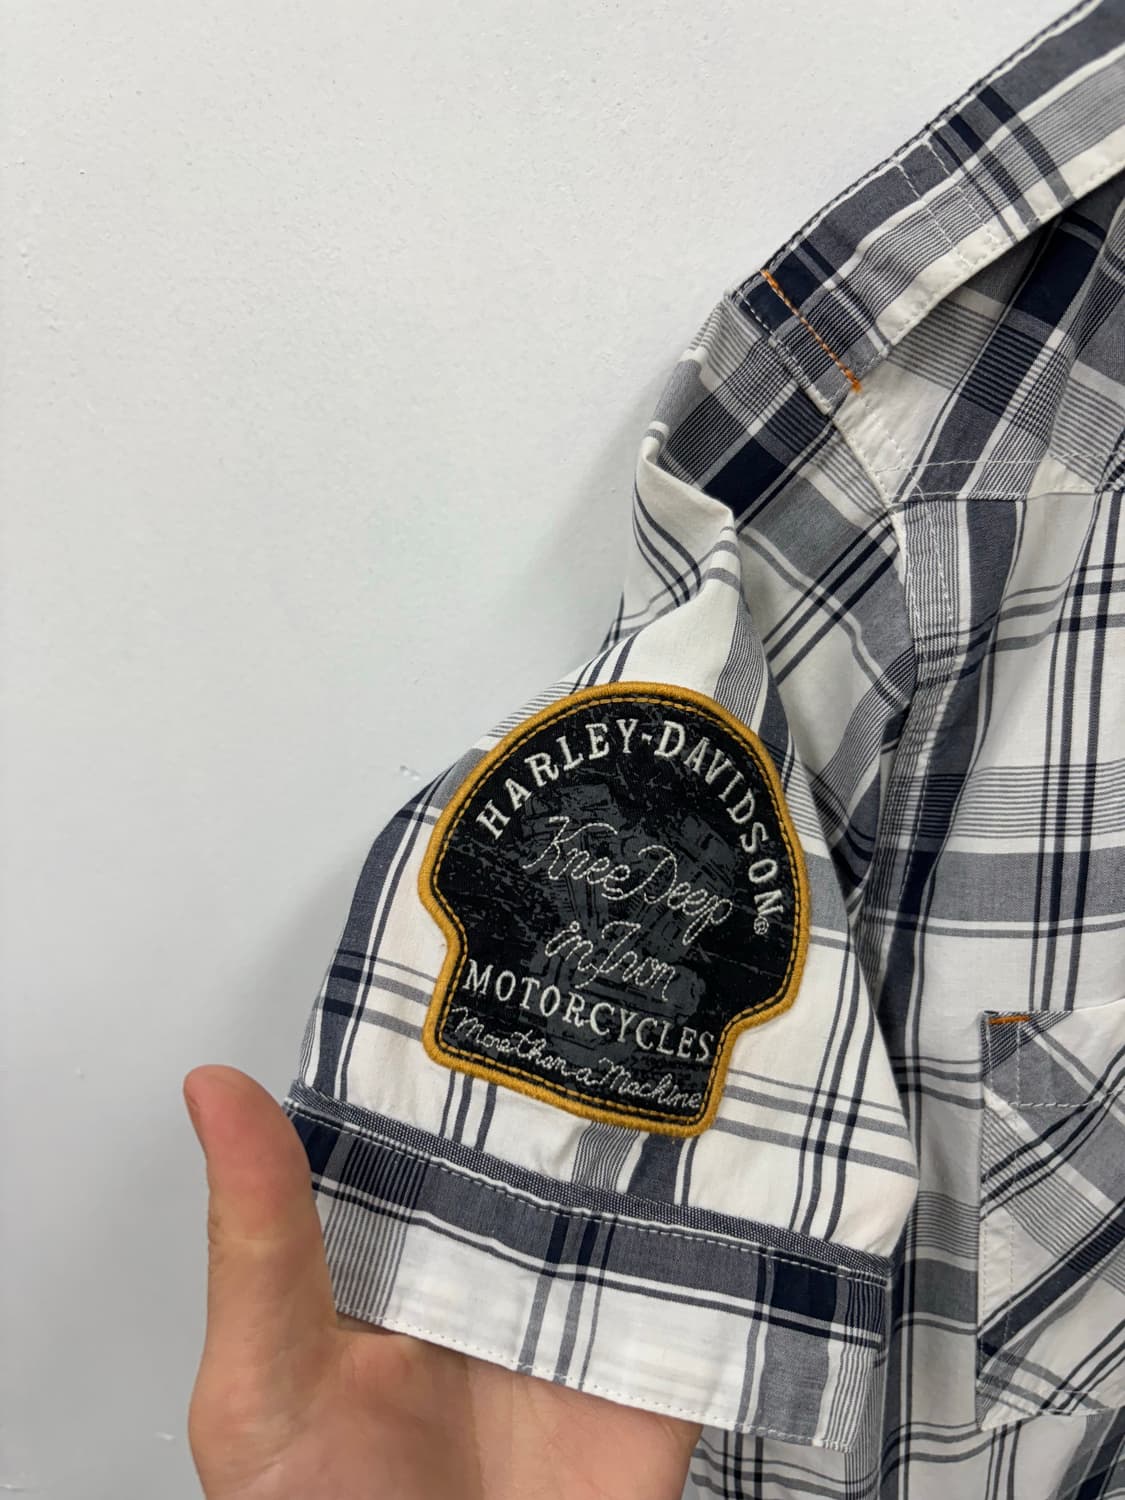 HARLEY-DAVIDSON®
Knee Deep
in Iron
MOTORCYCLES
More than a Machine